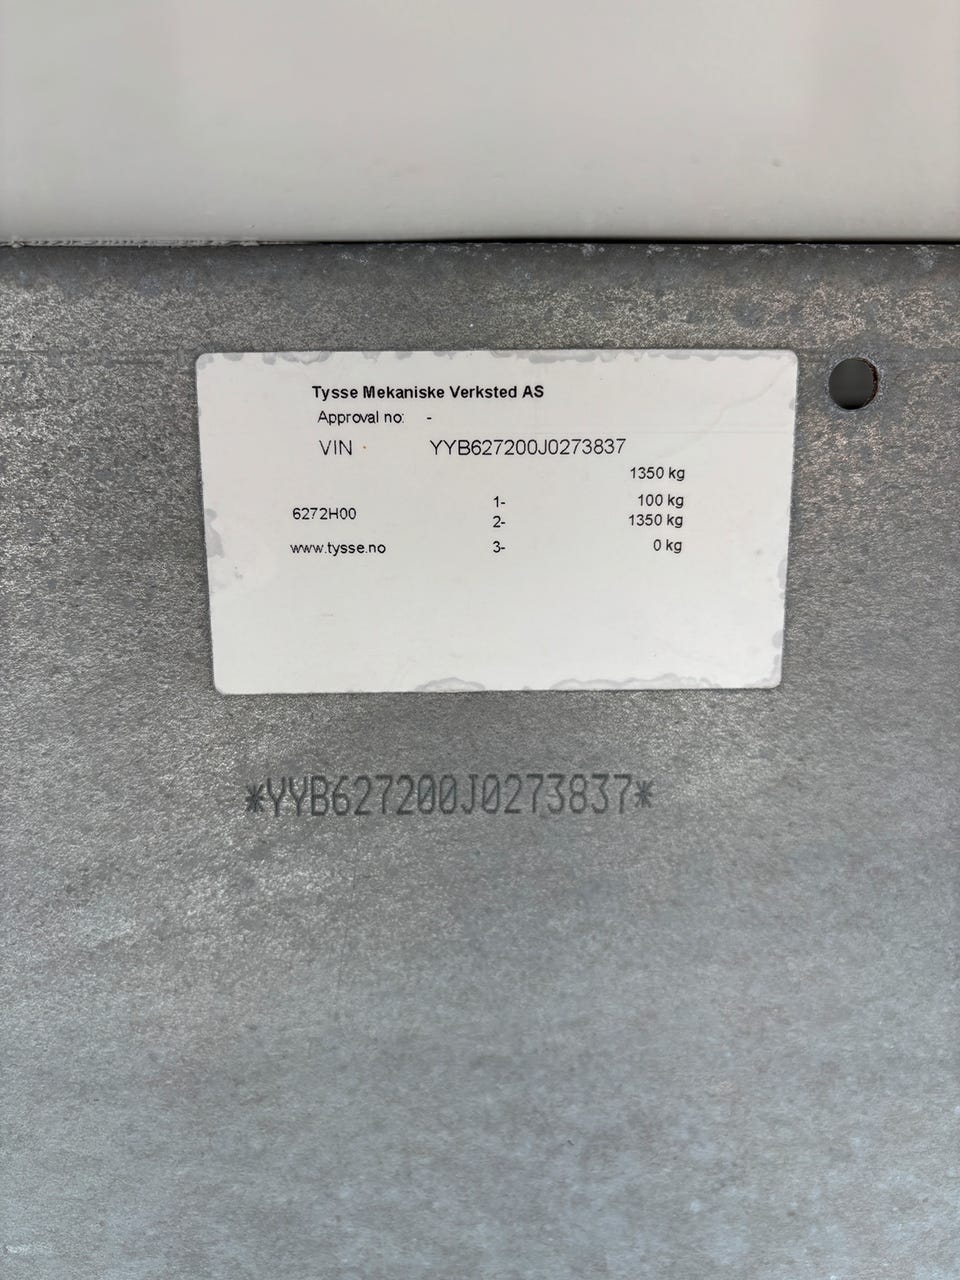 Tysse Mekaniske Verksted AS
Approval no: -
VIN YYB627200J0273837
1350 kg
1- 100 kg
6272H00
2- 1350 kg
www.tysse.no 3- 0 kg
*YYB627200J0273837*